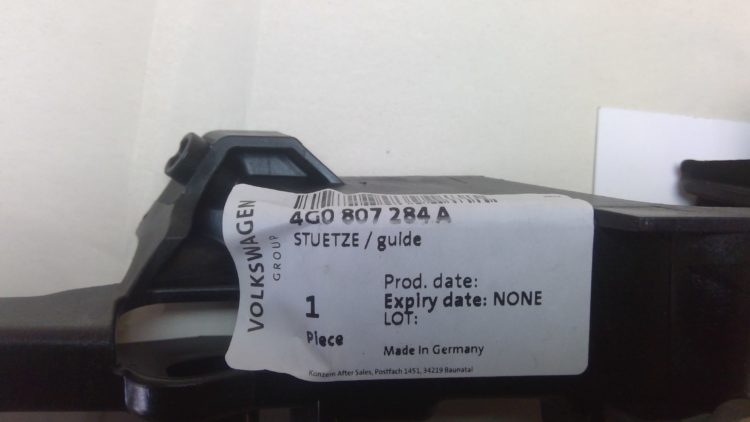 VOLKSWAGEN
GROUP
4G0 807 284 A
STUETZE / guide
1
Piece
Prod. date:
Expiry date: NONE
LOT:
Made In Germany
Konzern After Sales, Postfach 1451, 34219 Baunatal